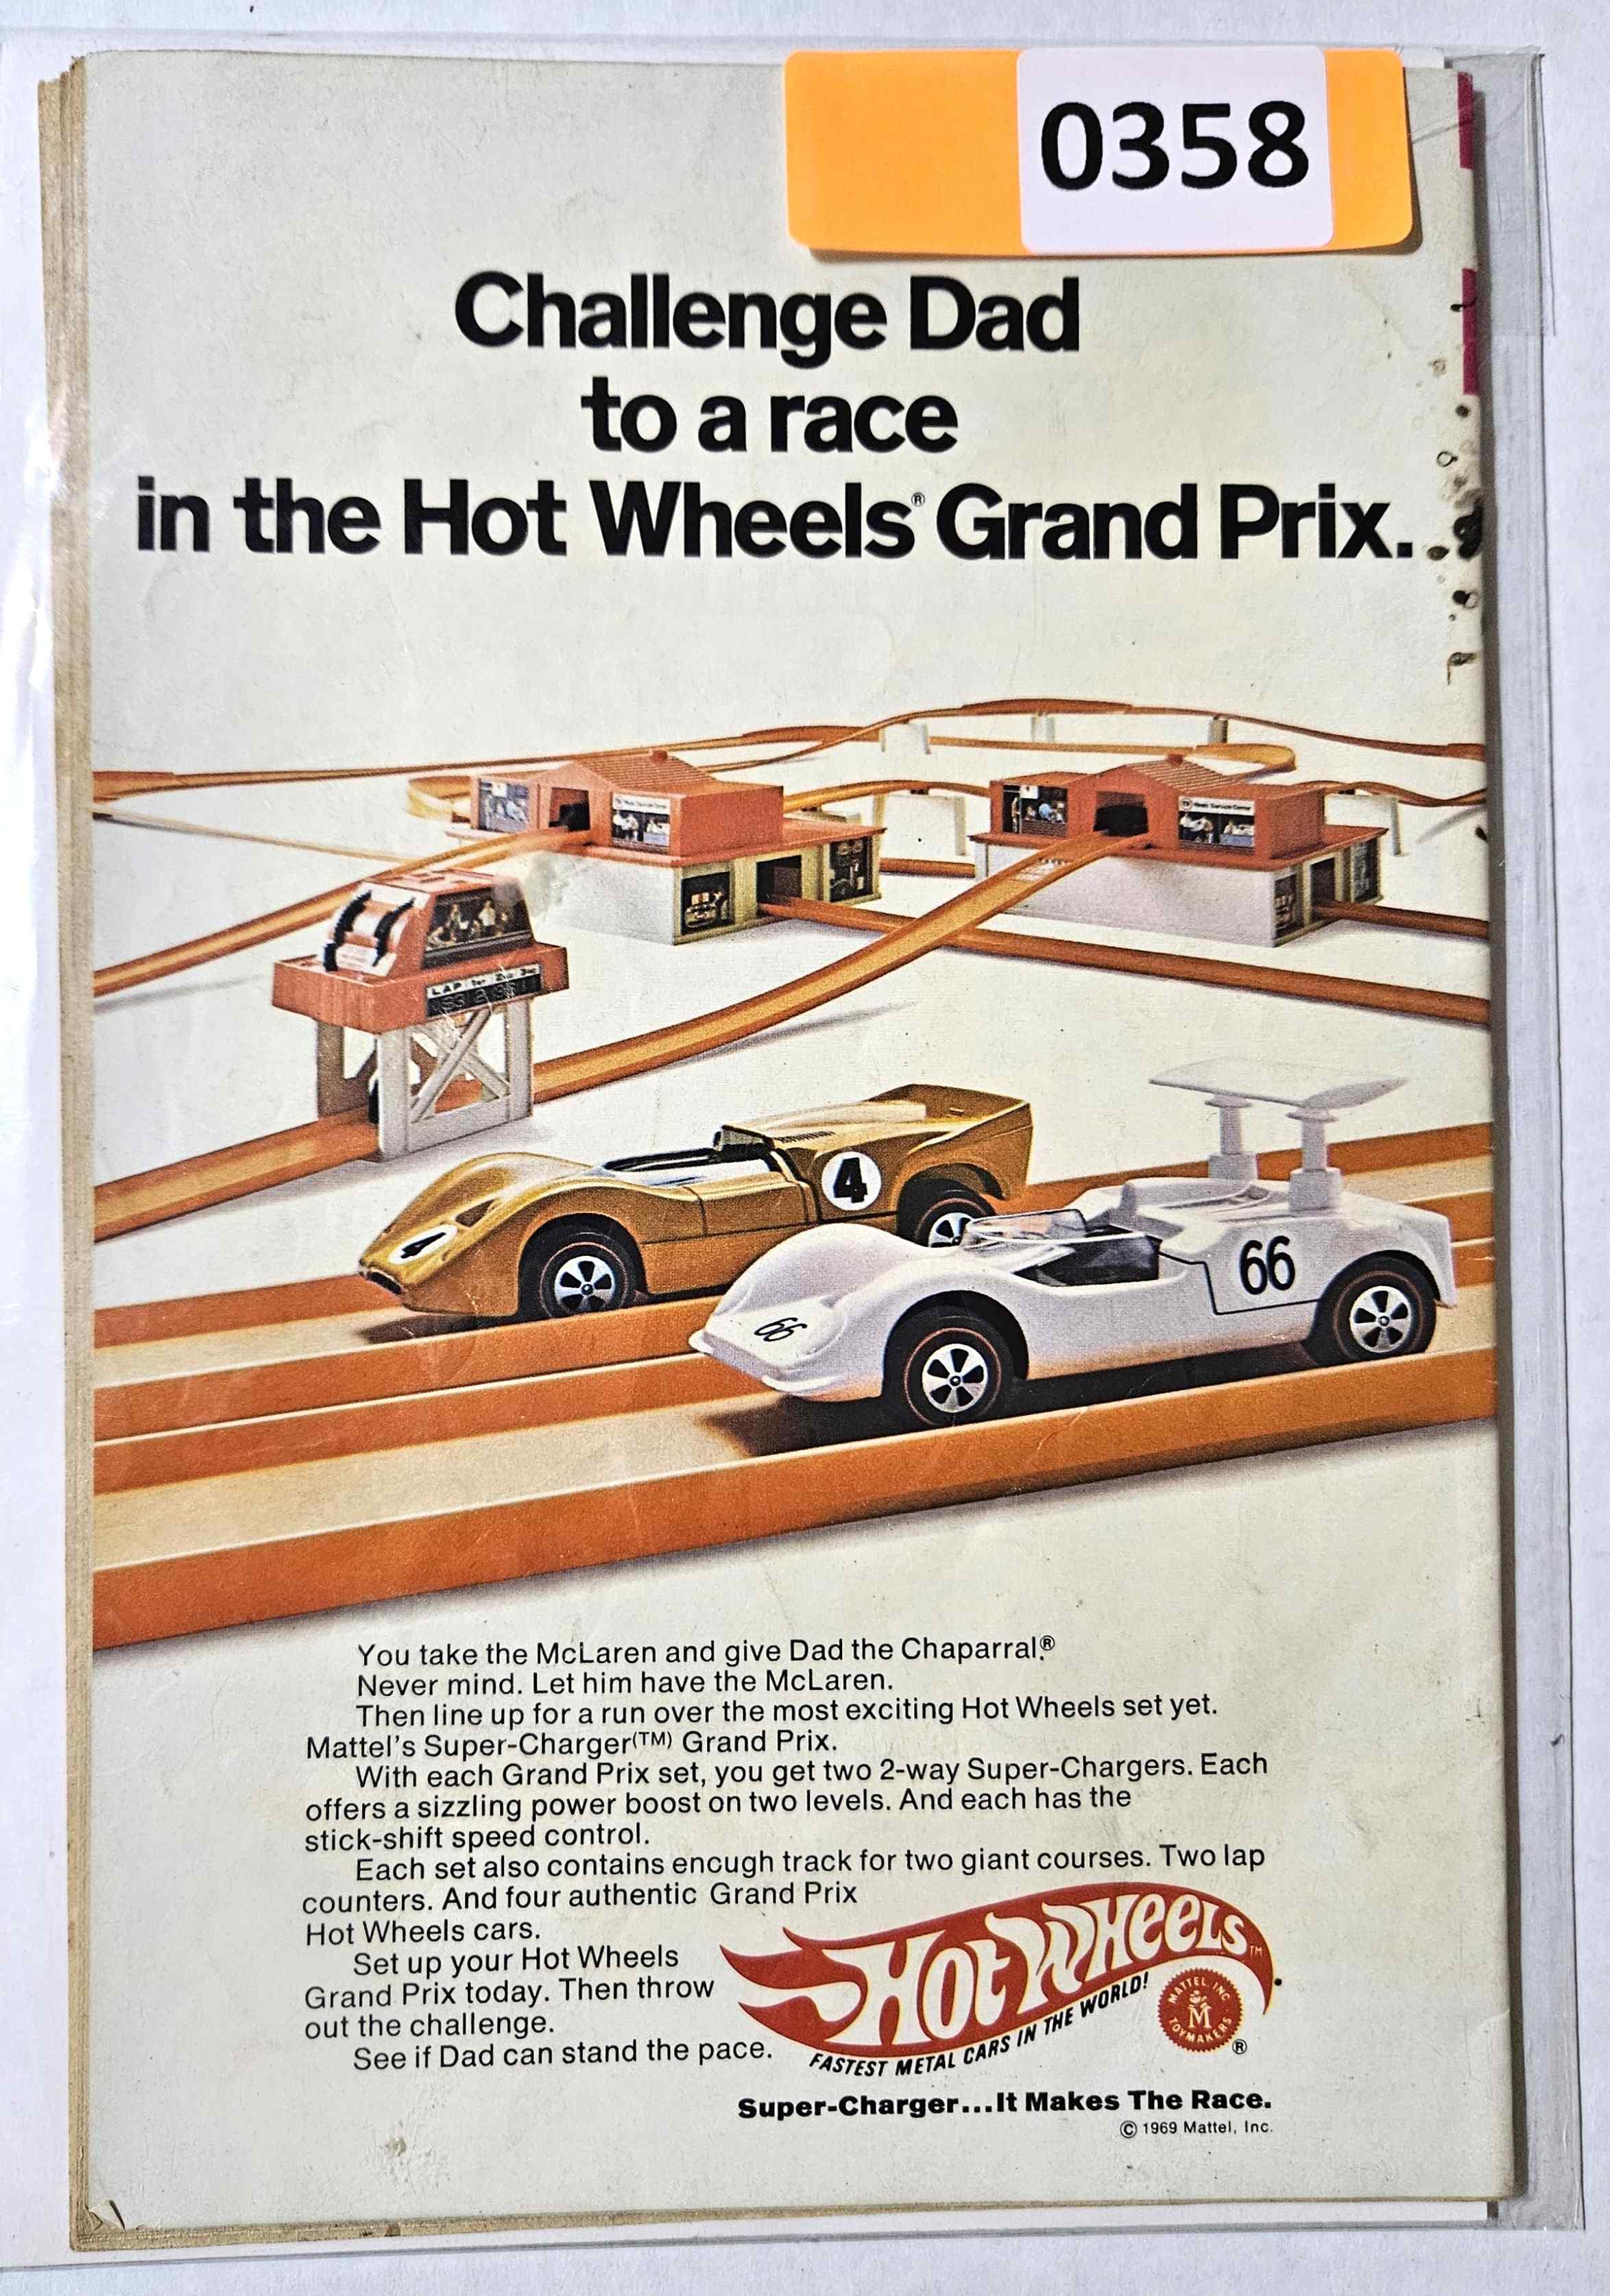 0358
Challenge Dad
to a race
in the Hot Wheels® Grand Prix.
LAP
4
4
66
66
You take the McLaren and give Dad the Chaparral.®
Never mind. Let him have the McLaren.
Then line up for a run over the most exciting Hot Wheels set yet.
Mattel's Super-Charger(TM) Grand Prix.
With each Grand Prix set, you get two 2-way Super-Chargers. Each
offers a sizzling power boost on two levels. And each has the
stick-shift speed control.
Each set also contains encugh track for two giant courses. Two lap
counters. And four authentic Grand Prix
Hot Wheels cars.
Set up your Hot Wheels
Grand Prix today. Then throw
out the challenge.
See if Dad can stand the pace.
HOT WHEELS™
FASTEST METAL CARS IN THE WORLD!
MATTEL, INC.
M
TOYMAKERS
®
Super-Charger...It Makes The Race.
© 1969 Mattel, Inc.